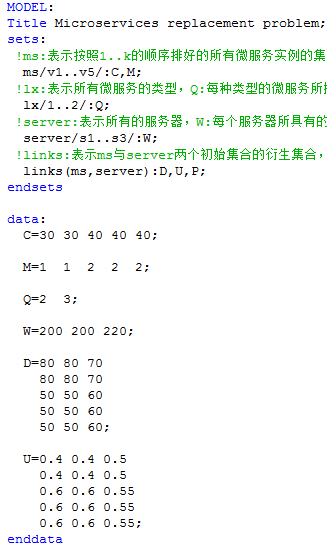 MODEL:
Title Microservices replacement problem;
sets:
!ms:表示按照1..k的顺序排好的所有微服务实例的集
ms/v1..v5/:C,M;
!lx:表示所有微服务的类型，Q:每种类型的微服务所
lx/1..2/:Q;
!server:表示所有的服务器，W:每个服务器所具有的
server/s1..s3/:W;
!links:表示ms与server两个初始集合的衍生集合，
links(ms,server):D,U,P;
endsets
data:
C=30 30 40 40 40;
M=1 1 2 2 2;
Q=2 3;
W=200 200 220;
D=80 80 70
80 80 70
50 50 60
50 50 60
50 50 60;
U=0.4 0.4 0.5
0.4 0.4 0.5
0.6 0.6 0.55
0.6 0.6 0.55
0.6 0.6 0.55;
enddata